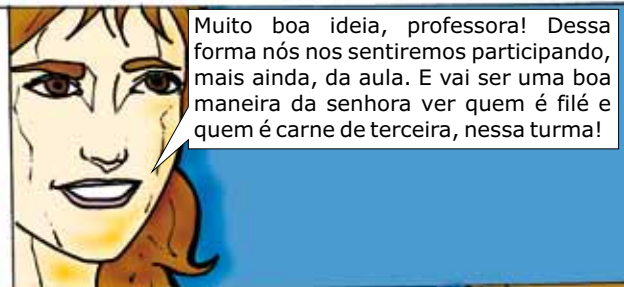 Muito boa ideia, professora! Dessa
forma nós nos sentiremos participando,
mais ainda, da aula. E vai ser uma boa
maneira da senhora ver quem é filé e
quem é carne de terceira, nessa turma!